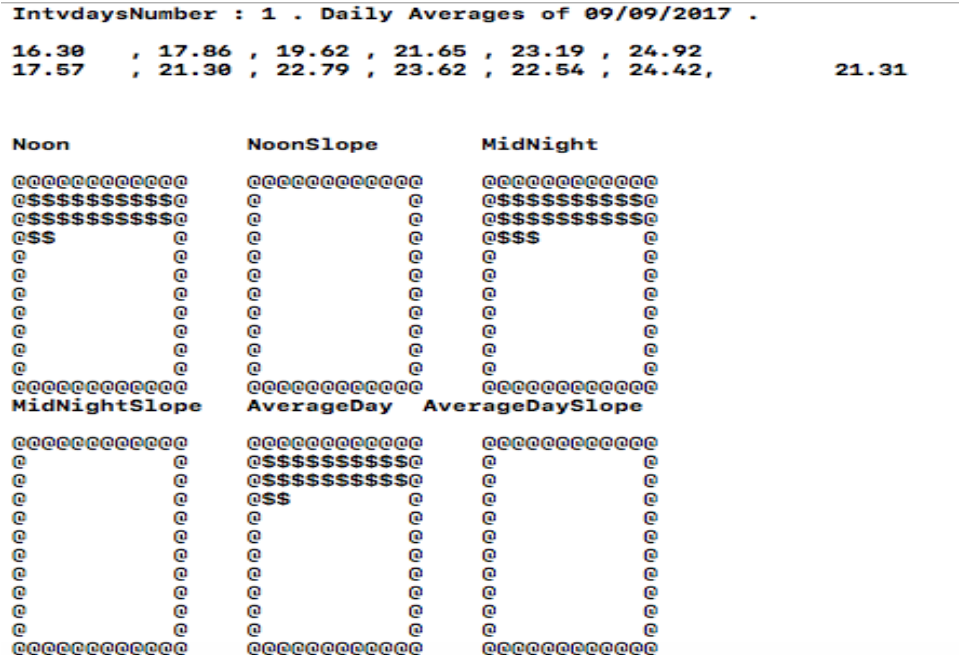 IntvdaysNumber : 1 . Daily Averages of 09/09/2017 .
16.30   , 17.86 , 19.62 , 21.65 , 23.19 , 24.92
17.57   , 21.30 , 22.79 , 23.62 , 22.54 , 24.42,        21.31
Noon            NoonSlope       MidNight
@@@@@@@@@@@@    @@@@@@@@@@@@    @@@@@@@@@@@@
@$$$$$$$$$$@    @          @    @$$$$$$$$$$@
@$$$$$$$$$$@    @          @    @$$$$$$$$$$@
@$$        @    @          @    @$$$       @
@          @    @          @    @          @
@          @    @          @    @          @
@          @    @          @    @          @
@          @    @          @    @          @
@          @    @          @    @          @
@          @    @          @    @          @
@          @    @          @    @          @
@@@@@@@@@@@@    @@@@@@@@@@@@    @@@@@@@@@@@@
MidNightSlope   AverageDay  AverageDaySlope
@@@@@@@@@@@@    @@@@@@@@@@@@    @@@@@@@@@@@@
@          @    @$$$$$$$$$$@    @          @
@          @    @$$$$$$$$$$@    @          @
@          @    @$$        @    @          @
@          @    @          @    @          @
@          @    @          @    @          @
@          @    @          @    @          @
@          @    @          @    @          @
@          @    @          @    @          @
@          @    @          @    @          @
@          @    @          @    @          @
@@@@@@@@@@@@    @@@@@@@@@@@@    @@@@@@@@@@@@